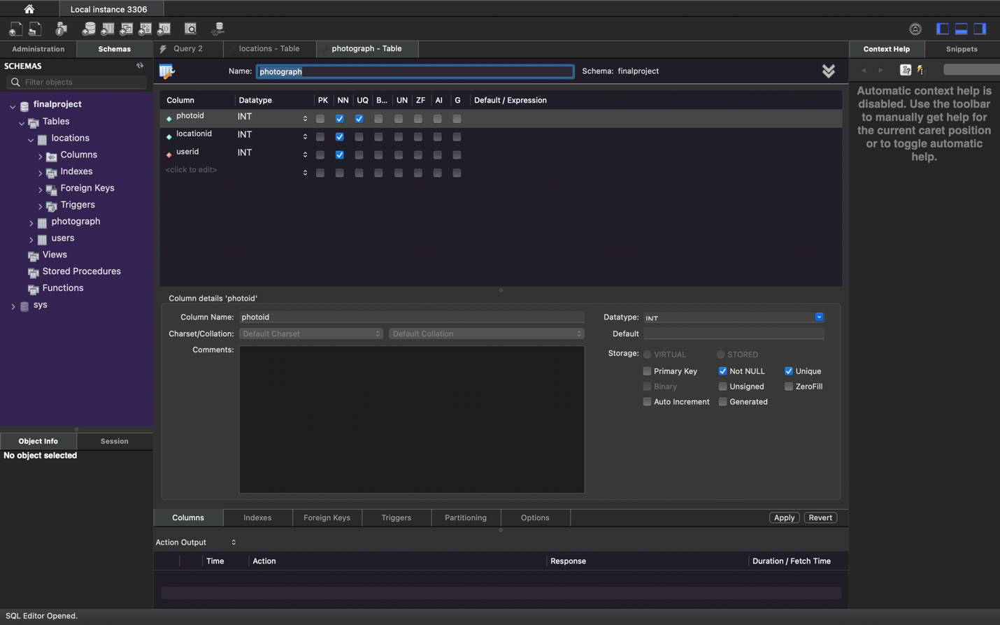 Local instance 3306
Administration
Schemas
Query 2
locations - Table
photograph - Table
Context Help
Snippets
SCHEMAS
Filter objects
Name:
photograph
Schema: finalproject
finalproject
Tables
locations
Columns
Indexes
Foreign Keys
Triggers
photograph
users
Views
Stored Procedures
Functions
sys
Column Datatype PK NN UQ B... UN ZF AI G Default / Expression
photoid INT
locationid INT
userid INT
<click to edit>
Automatic context help is
disabled. Use the toolbar
to manually get help for
the current caret position
or to toggle automatic
help.
Column details 'photoid'
Column Name: photoid
Charset/Collation: Default Charset Default Collation
Comments:
Datatype: INT
Default
Storage: VIRTUAL STORED
Primary Key Not NULL Unique
Binary Unsigned ZeroFill
Auto Increment Generated
Object Info
Session
No object selected
Columns Indexes Foreign Keys Triggers Partitioning Options
Apply Revert
Action Output
Time Action Response Duration / Fetch Time
SQL Editor Opened.